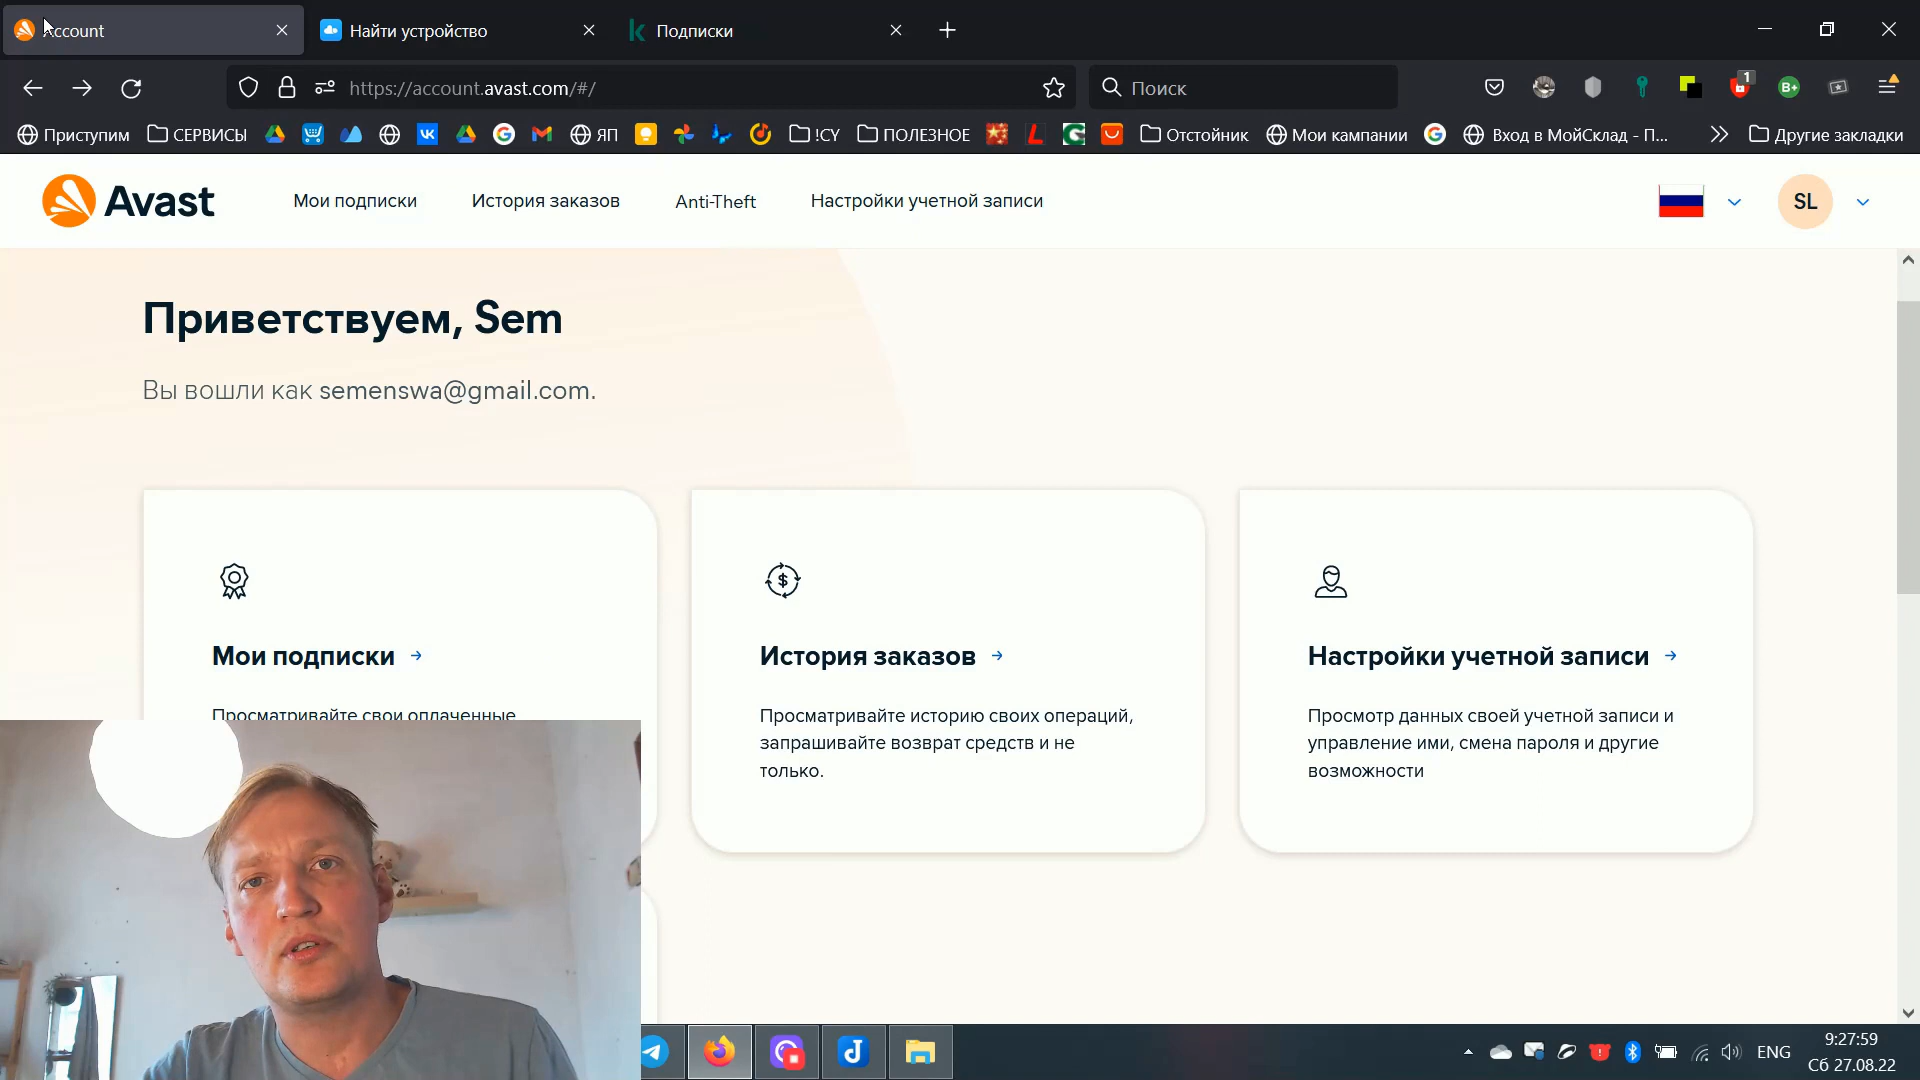 Account
Найти устройство
Подписки
https://account.avast.com/#/
Поиск
1
B+
Приступим
СЕРВИСЫ
ЯП
!CY
ПОЛЕЗНОЕ
Отстойник
Мои кампании
Вход в МойСклад - П...
Другие закладки
Avast
Мои подписки
История заказов
Anti-Theft
Настройки учетной записи
SL
Приветствуем, Sem
Вы вошли как semenswa@gmail.com.
Мои подписки
История заказов
Настройки учетной записи
Просматривайте свои оплаченные
Просматривайте историю своих операций,
запрашивайте возврат средств и не
только.
Просмотр данных своей учетной записи и
управление ими, смена пароля и другие
возможности
ENG
9:27:59
Сб 27.08.22